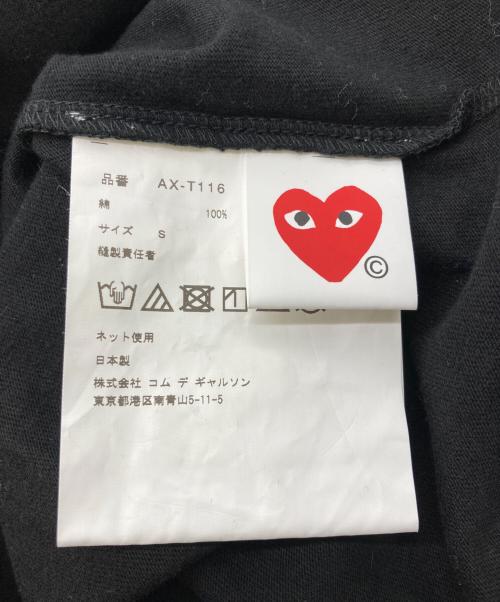 品番 AX-T116
綿 100%
サイズ S
縫製責任者
©
ネット使用
日本製
株式会社 コム デ ギャルソン
東京都港区南青山5-11-5